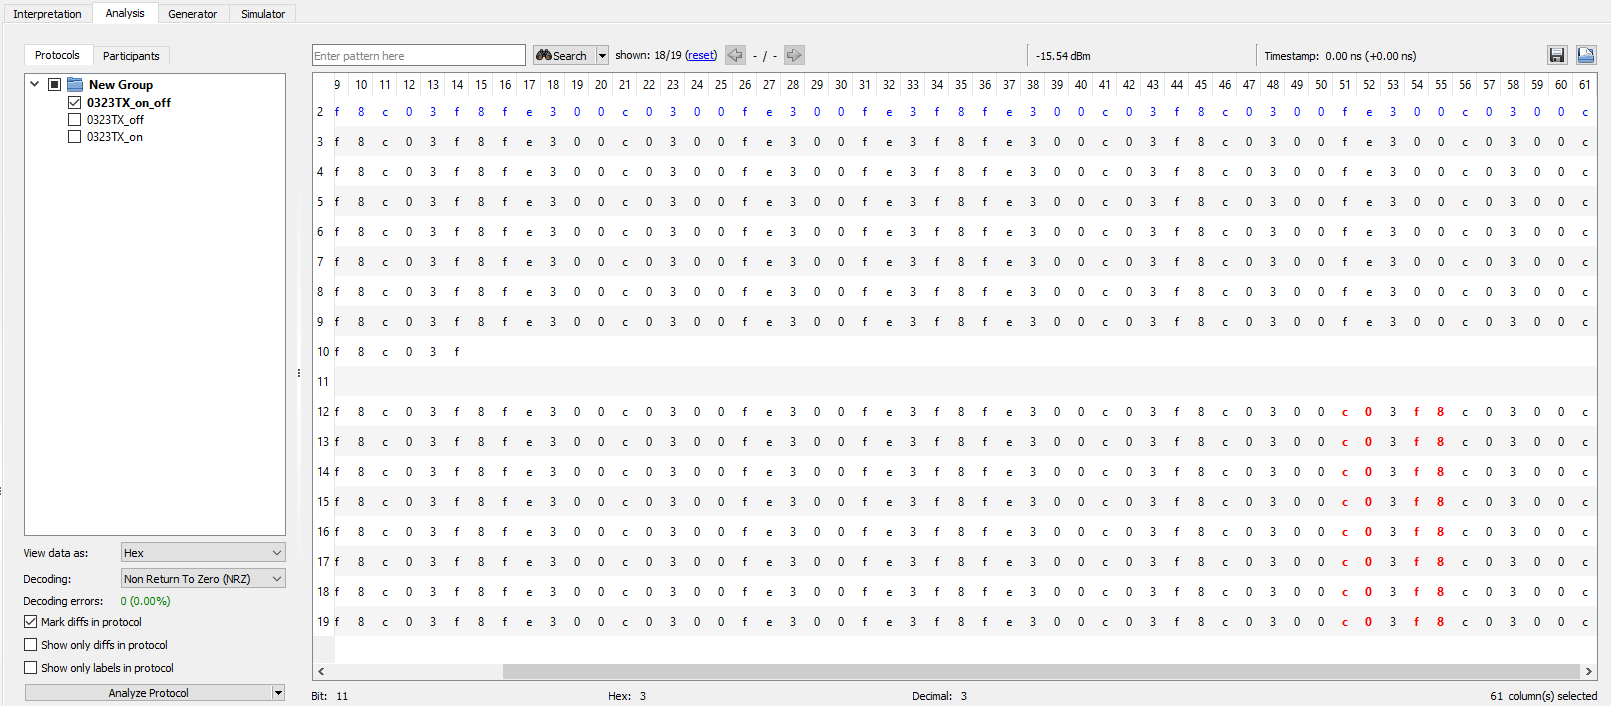 Interpretation Analysis Generator Simulator
Protocols Participants
Enter pattern here Search shown: 18/19 (reset) - / - -15.54 dBm Timestamp: 0.00 ns (+0.00 ns)
New Group
0323TX_on_off
0323TX_off
0323TX_on
9 10 11 12 13 14 15 16 17 18 19 20 21 22 23 24 25 26 27 28 29 30 31 32 33 34 35 36 37 38 39 40 41 42 43 44 45 46 47 48 49 50 51 52 53 54 55 56 57 58 59 60 61
2 f 8 c 0 3 f 8 f e 3 0 0 c 0 3 0 0 f e 3 0 0 f e 3 f 8 f e 3 0 0 c 0 3 f 8 c 0 3 0 0 f e 3 0 0 c 0 3 0 0 c
3 f 8 c 0 3 f 8 f e 3 0 0 c 0 3 0 0 f e 3 0 0 f e 3 f 8 f e 3 0 0 c 0 3 f 8 c 0 3 0 0 f e 3 0 0 c 0 3 0 0 c
4 f 8 c 0 3 f 8 f e 3 0 0 c 0 3 0 0 f e 3 0 0 f e 3 f 8 f e 3 0 0 c 0 3 f 8 c 0 3 0 0 f e 3 0 0 c 0 3 0 0 c
5 f 8 c 0 3 f 8 f e 3 0 0 c 0 3 0 0 f e 3 0 0 f e 3 f 8 f e 3 0 0 c 0 3 f 8 c 0 3 0 0 f e 3 0 0 c 0 3 0 0 c
6 f 8 c 0 3 f 8 f e 3 0 0 c 0 3 0 0 f e 3 0 0 f e 3 f 8 f e 3 0 0 c 0 3 f 8 c 0 3 0 0 f e 3 0 0 c 0 3 0 0 c
7 f 8 c 0 3 f 8 f e 3 0 0 c 0 3 0 0 f e 3 0 0 f e 3 f 8 f e 3 0 0 c 0 3 f 8 c 0 3 0 0 f e 3 0 0 c 0 3 0 0 c
8 f 8 c 0 3 f 8 f e 3 0 0 c 0 3 0 0 f e 3 0 0 f e 3 f 8 f e 3 0 0 c 0 3 f 8 c 0 3 0 0 f e 3 0 0 c 0 3 0 0 c
9 f 8 c 0 3 f 8 f e 3 0 0 c 0 3 0 0 f e 3 0 0 f e 3 f 8 f e 3 0 0 c 0 3 f 8 c 0 3 0 0 f e 3 0 0 c 0 3 0 0 c
10 f 8 c 0 3 f
11
12 f 8 c 0 3 f 8 f e 3 0 0 c 0 3 0 0 f e 3 0 0 f e 3 f 8 f e 3 0 0 c 0 3 f 8 c 0 3 0 0 c 0 3 f 8 c 0 3 0 0 c
13 f 8 c 0 3 f 8 f e 3 0 0 c 0 3 0 0 f e 3 0 0 f e 3 f 8 f e 3 0 0 c 0 3 f 8 c 0 3 0 0 c 0 3 f 8 c 0 3 0 0 c
14 f 8 c 0 3 f 8 f e 3 0 0 c 0 3 0 0 f e 3 0 0 f e 3 f 8 f e 3 0 0 c 0 3 f 8 c 0 3 0 0 c 0 3 f 8 c 0 3 0 0 c
15 f 8 c 0 3 f 8 f e 3 0 0 c 0 3 0 0 f e 3 0 0 f e 3 f 8 f e 3 0 0 c 0 3 f 8 c 0 3 0 0 c 0 3 f 8 c 0 3 0 0 c
16 f 8 c 0 3 f 8 f e 3 0 0 c 0 3 0 0 f e 3 0 0 f e 3 f 8 f e 3 0 0 c 0 3 f 8 c 0 3 0 0 c 0 3 f 8 c 0 3 0 0 c
17 f 8 c 0 3 f 8 f e 3 0 0 c 0 3 0 0 f e 3 0 0 f e 3 f 8 f e 3 0 0 c 0 3 f 8 c 0 3 0 0 c 0 3 f 8 c 0 3 0 0 c
18 f 8 c 0 3 f 8 f e 3 0 0 c 0 3 0 0 f e 3 0 0 f e 3 f 8 f e 3 0 0 c 0 3 f 8 c 0 3 0 0 c 0 3 f 8 c 0 3 0 0 c
19 f 8 c 0 3 f 8 f e 3 0 0 c 0 3 0 0 f e 3 0 0 f e 3 f 8 f e 3 0 0 c 0 3 f 8 c 0 3 0 0 c 0 3 f 8 c 0 3 0 0 c
View data as: Hex
Decoding: Non Return To Zero (NRZ)
Decoding errors: 0 (0.00%)
Mark diffs in protocol
Show only diffs in protocol
Show only labels in protocol
Analyze Protocol
Bit: 11 Hex: 3 Decimal: 3 61 column(s) selected